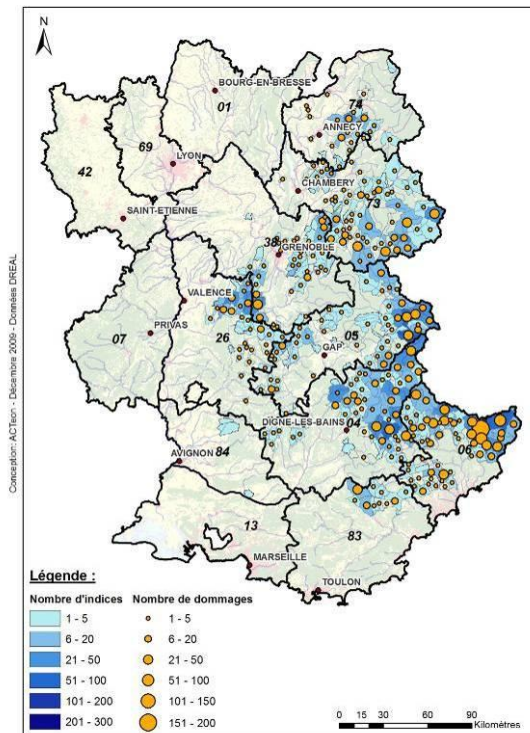 N
BOURG-EN-BRESSE
01
74
ANNECY
69
42
LYON
CHAMBERY
73
SAINT-ETIENNE
38
GRENOBLE
VALENCE
07
PRIVAS
26
05
GAP
DIGNE-LES-BAINS
04
06
84
AVIGNON
13
83
MARSEILLE
TOULON
Conception: ACTeon - Décembre 2009 - Données DREAL
Légende :
Nombre d'indices Nombre de dommages
1 - 5 1 - 5
6 - 20 6 - 20
21 - 50 21 - 50
51 - 100 51 - 100
101 - 200 101 - 150
201 - 300 151 - 200
0 15 30 60 90
Kilomètres